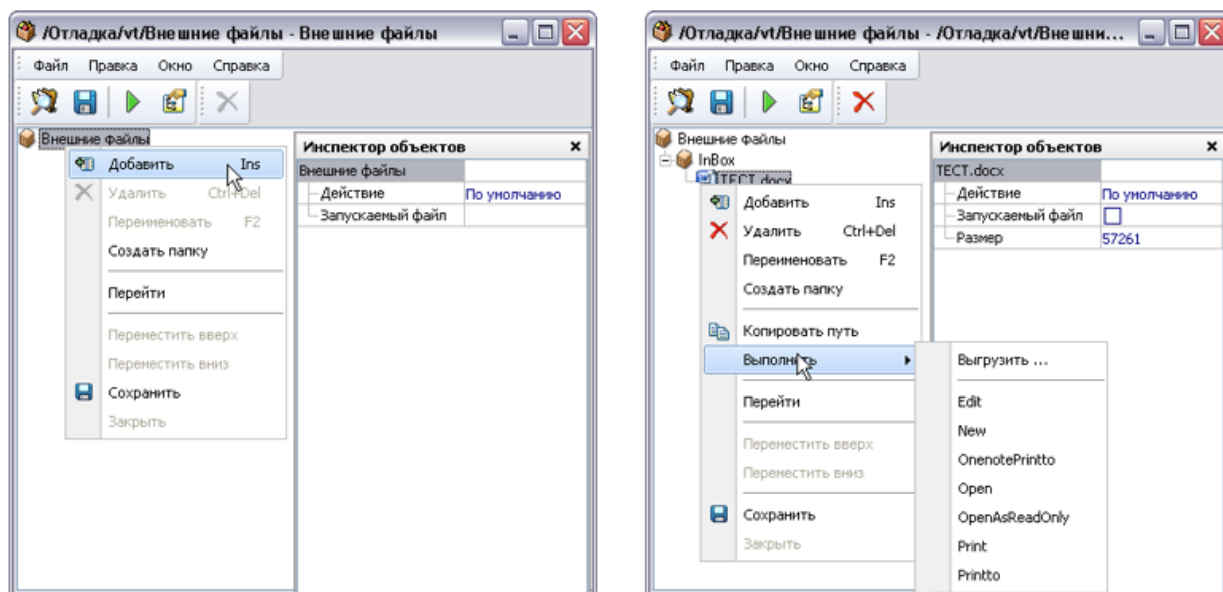 /Отладка/vt/Внешние файлы - Внешние файлы
Файл Правка Окно Справка
Внешние файлы
Добавить Ins
Удалить Ctrl+Del
Переименовать F2
Создать папку
Перейти
Переместить вверх
Переместить вниз
Сохранить
Закрыть
Инспектор объектов
Внешние файлы
Действие По умолчанию
Запускаемый файл
/Отладка/vt/Внешние файлы - /Отладка/vt/Внешни...
Файл Правка Окно Справка
Внешние файлы
InBox
ТЕСТ.docx
Добавить Ins
Удалить Ctrl+Del
Переименовать F2
Создать папку
Копировать путь
Выполнить
Перейти
Переместить вверх
Переместить вниз
Сохранить
Закрыть
Выгрузить ...
Edit
New
OnenotePrintto
Open
OpenAsReadOnly
Print
Printto
Инспектор объектов
ТЕСТ.docx
Действие По умолчанию
Запускаемый файл
Размер 57261